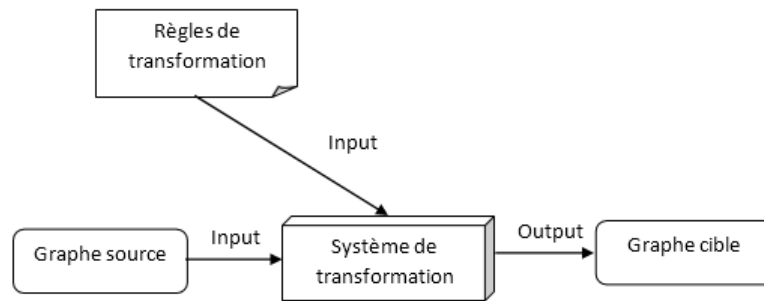 Règles de
transformation
Input
Graphe source
Input
Système de
transformation
Output
Graphe cible